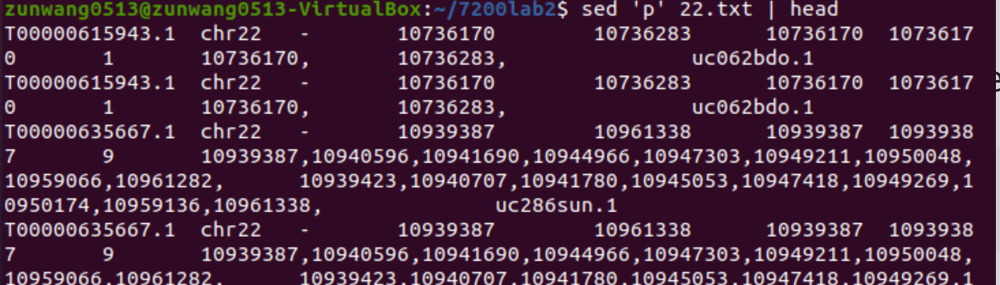 zunwang0513@zunwang0513-VirtualBox:~/7200lab2$ sed 'p' 22.txt | head
T00000615943.1  chr22   -       10736170        10736283      10736170  1073617
0       1       10736170,       10736283,               uc062bdo.1
T00000615943.1  chr22   -       10736170        10736283      10736170  1073617
0       1       10736170,       10736283,               uc062bdo.1
T00000635667.1  chr22   -       10939387        10961338      10939387  1093938
7       9       10939387,10940596,10941690,10944966,10947303,10949211,10950048,
10959066,10961282,      10939423,10940707,10941780,10945053,10947418,10949269,1
0950174,10959136,10961338,              uc286sun.1
T00000635667.1  chr22   -       10939387        10961338      10939387  1093938
7       9       10939387,10940596,10941690,10944966,10947303,10949211,10950048,
10959066,10961282,      10939423,10940707,10941780,10945053,10947418,10949269,1